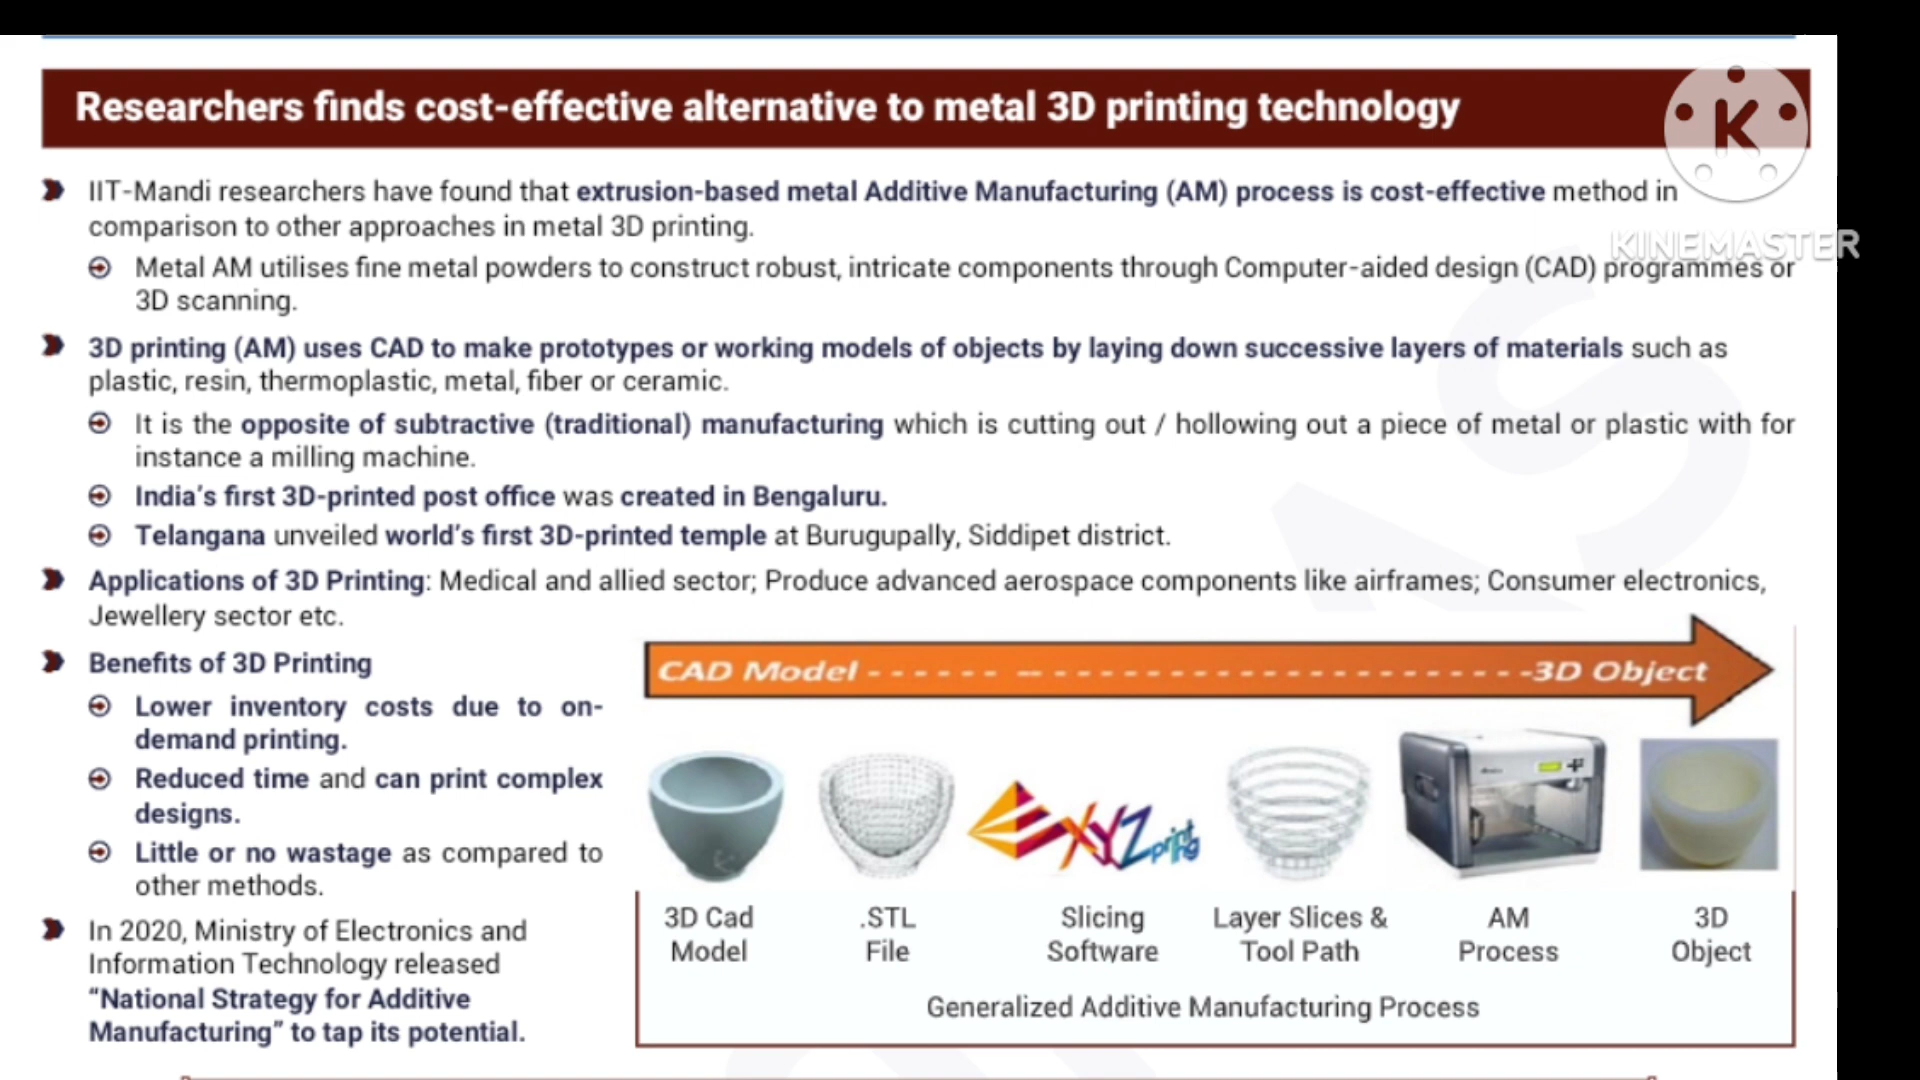 Researchers finds cost-effective alternative to metal 3D printing technology
K
KINEMASTER
IIT-Mandi researchers have found that extrusion-based metal Additive Manufacturing (AM) process is cost-effective method in
comparison to other approaches in metal 3D printing.
Metal AM utilises fine metal powders to construct robust, intricate components through Computer-aided design (CAD) programmes or
3D scanning.
3D printing (AM) uses CAD to make prototypes or working models of objects by laying down successive layers of materials such as
plastic, resin, thermoplastic, metal, fiber or ceramic.
It is the opposite of subtractive (traditional) manufacturing which is cutting out / hollowing out a piece of metal or plastic with for
instance a milling machine.
India's first 3D-printed post office was created in Bengaluru.
Telangana unveiled world's first 3D-printed temple at Burugupally, Siddipet district.
Applications of 3D Printing: Medical and allied sector; Produce advanced aerospace components like airframes; Consumer electronics,
Jewellery sector etc.
Benefits of 3D Printing
Lower inventory costs due to on-
demand printing.
Reduced time and can print complex
designs.
Little or no wastage as compared to
other methods.
In 2020, Ministry of Electronics and
Information Technology released
"National Strategy for Additive
Manufacturing" to tap its potential.
CAD Model - - - - - - - - - - - - - - - - - - - - - - - - - - -3D Object
XYZprinting
3D Cad
Model
.STL
File
Slicing
Software
Layer Slices &
Tool Path
AM
Process
3D
Object
Generalized Additive Manufacturing Process